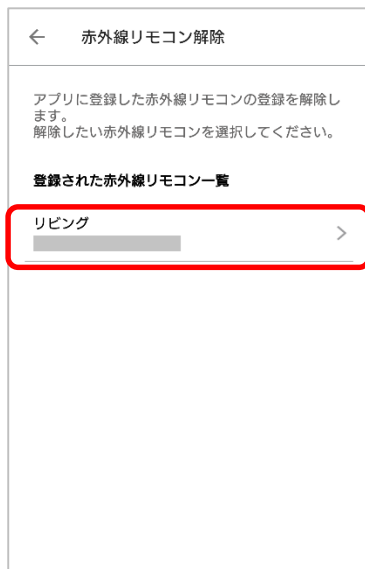 赤外線リモコン解除
アプリに登録した赤外線リモコンの登録を解除し
ます。
解除したい赤外線リモコンを選択してください。
登録された赤外線リモコン一覧
リビング